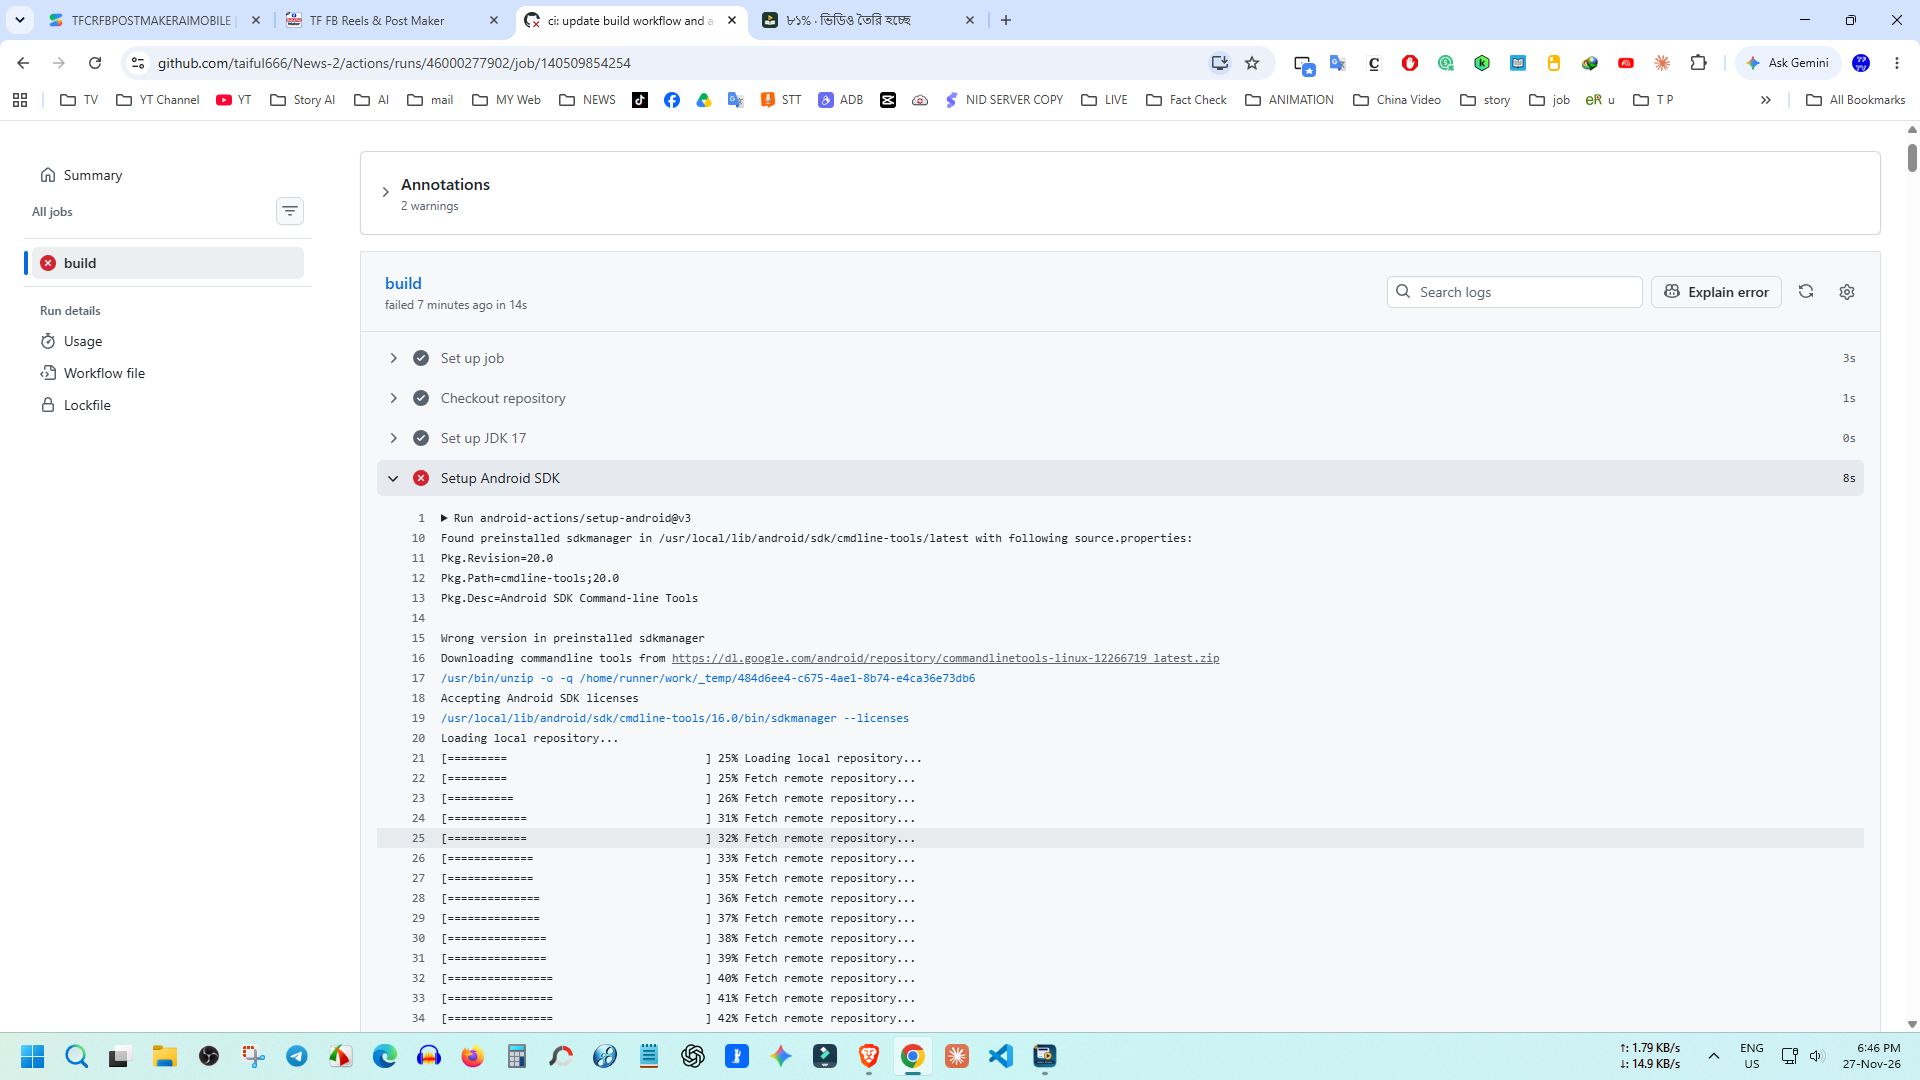 TFCRFBPOSTMAKERAIMOBILE
TF FB Reels & Post Maker
ci: update build workflow and a
৮১% · ভিডিও তৈরি হচ্ছে
github.com/taiful666/News-2/actions/runs/46000277902/job/140509854254
Ask Gemini
TV
YT Channel
YT
Story AI
AI
mail
MY Web
NEWS
STT
ADB
NID SERVER COPY
LIVE
Fact Check
ANIMATION
China Video
story
job
eR u
T P
All Bookmarks
Summary
All jobs
build
Run details
Usage
Workflow file
Lockfile
Annotations
2 warnings
build
failed 7 minutes ago in 14s
Search logs
Explain error
Set up job 3s
Checkout repository 1s
Set up JDK 17 0s
Setup Android SDK 8s
1 Run android-actions/setup-android@v3
10 Found preinstalled sdkmanager in /usr/local/lib/android/sdk/cmdline-tools/latest with following source.properties:
11 Pkg.Revision=20.0
12 Pkg.Path=cmdline-tools;20.0
13 Pkg.Desc=Android SDK Command-line Tools
14
15 Wrong version in preinstalled sdkmanager
16 Downloading commandline tools from https://dl.google.com/android/repository/commandlinetools-linux-12266719_latest.zip
17 /usr/bin/unzip -o -q /home/runner/work/_temp/484d6ee4-c675-4ae1-8b74-e4ca36e73db6
18 Accepting Android SDK licenses
19 /usr/local/lib/android/sdk/cmdline-tools/16.0/bin/sdkmanager --licenses
20 Loading local repository...
21 [========= ] 25% Loading local repository...
22 [========= ] 25% Fetch remote repository...
23 [========== ] 26% Fetch remote repository...
24 [============ ] 31% Fetch remote repository...
25 [============ ] 32% Fetch remote repository...
26 [============= ] 33% Fetch remote repository...
27 [============= ] 35% Fetch remote repository...
28 [============== ] 36% Fetch remote repository...
29 [============== ] 37% Fetch remote repository...
30 [=============== ] 38% Fetch remote repository...
31 [=============== ] 39% Fetch remote repository...
32 [================ ] 40% Fetch remote repository...
33 [================ ] 41% Fetch remote repository...
34 [================ ] 42% Fetch remote repository...
↑: 1.79 KB/s
↓: 14.9 KB/s
ENG
US
6:46 PM
27-Nov-26